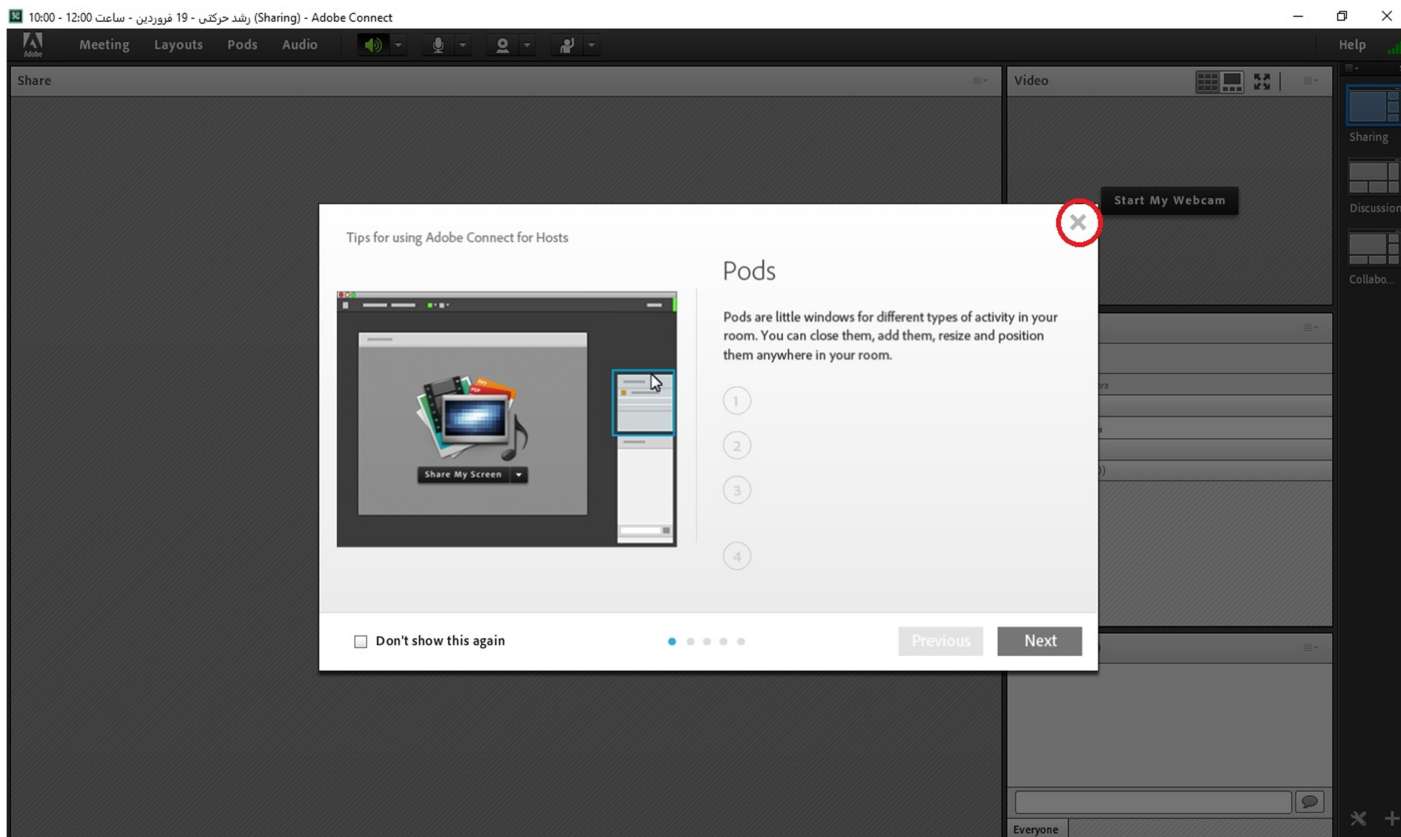 رشد حرکتی - 19 فروردین - ساعت 12:00 - 10:00 (Sharing) - Adobe Connect
Adobe
Meeting Layouts Pods Audio Help
Share
Video
Start My Webcam
Sharing
Discussion
Collabo...
Tips for using Adobe Connect for Hosts
Pods
Pods are little windows for different types of activity in your
room. You can close them, add them, resize and position
them anywhere in your room.
PDF
Share My Screen
1
2
3
4
Don't show this again
Previous Next
Everyone